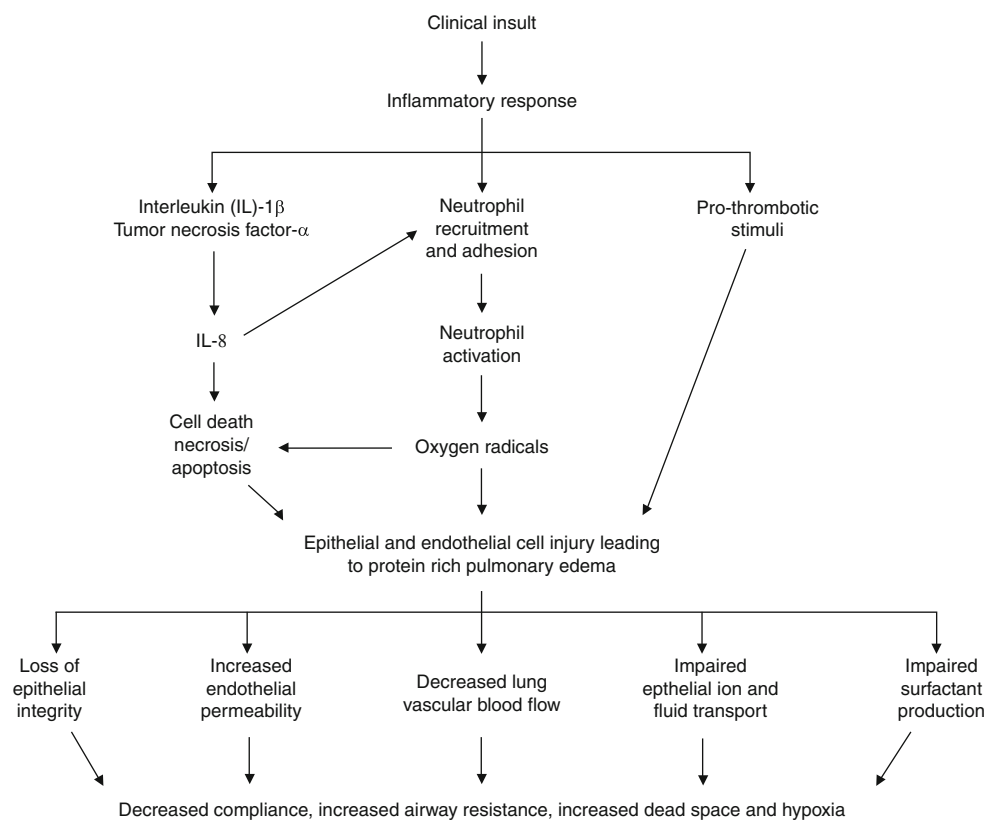 Clinical insult
Inflammatory response
Interleukin (IL)-1β
Tumor necrosis factor-α
Neutrophil
recruitment
and adhesion
Pro-thrombotic
stimuli
IL-8
Neutrophil
activation
Cell death
necrosis/
apoptosis
Oxygen radicals
Epithelial and endothelial cell injury leading
to protein rich pulmonary edema
Loss of
epithelial
integrity
Increased
endothelial
permeability
Decreased lung
vascular blood flow
Impaired
epthelial ion and
fluid transport
Impaired
surfactant
production
Decreased compliance, increased airway resistance, increased dead space and hypoxia